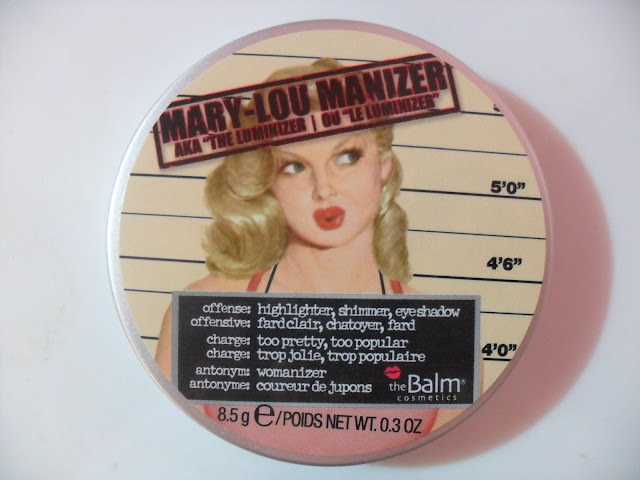 MARY-LOU MANIZER
AKA "THE LUMINIZER | OU "LE LUMINIZER"
5'0"
4'6"
4'0"
offense: highlighter, shimmer, eyeshadow
offensive: fard clair, chatoyer, fard
charge: too pretty, too popular
charge: trop jolie, trop populaire
antonym: womanizer
antonyme: coureur de jupons
theBalm®
cosmetics
8.5 g ℮/POIDS NET WT. 0.3 OZ